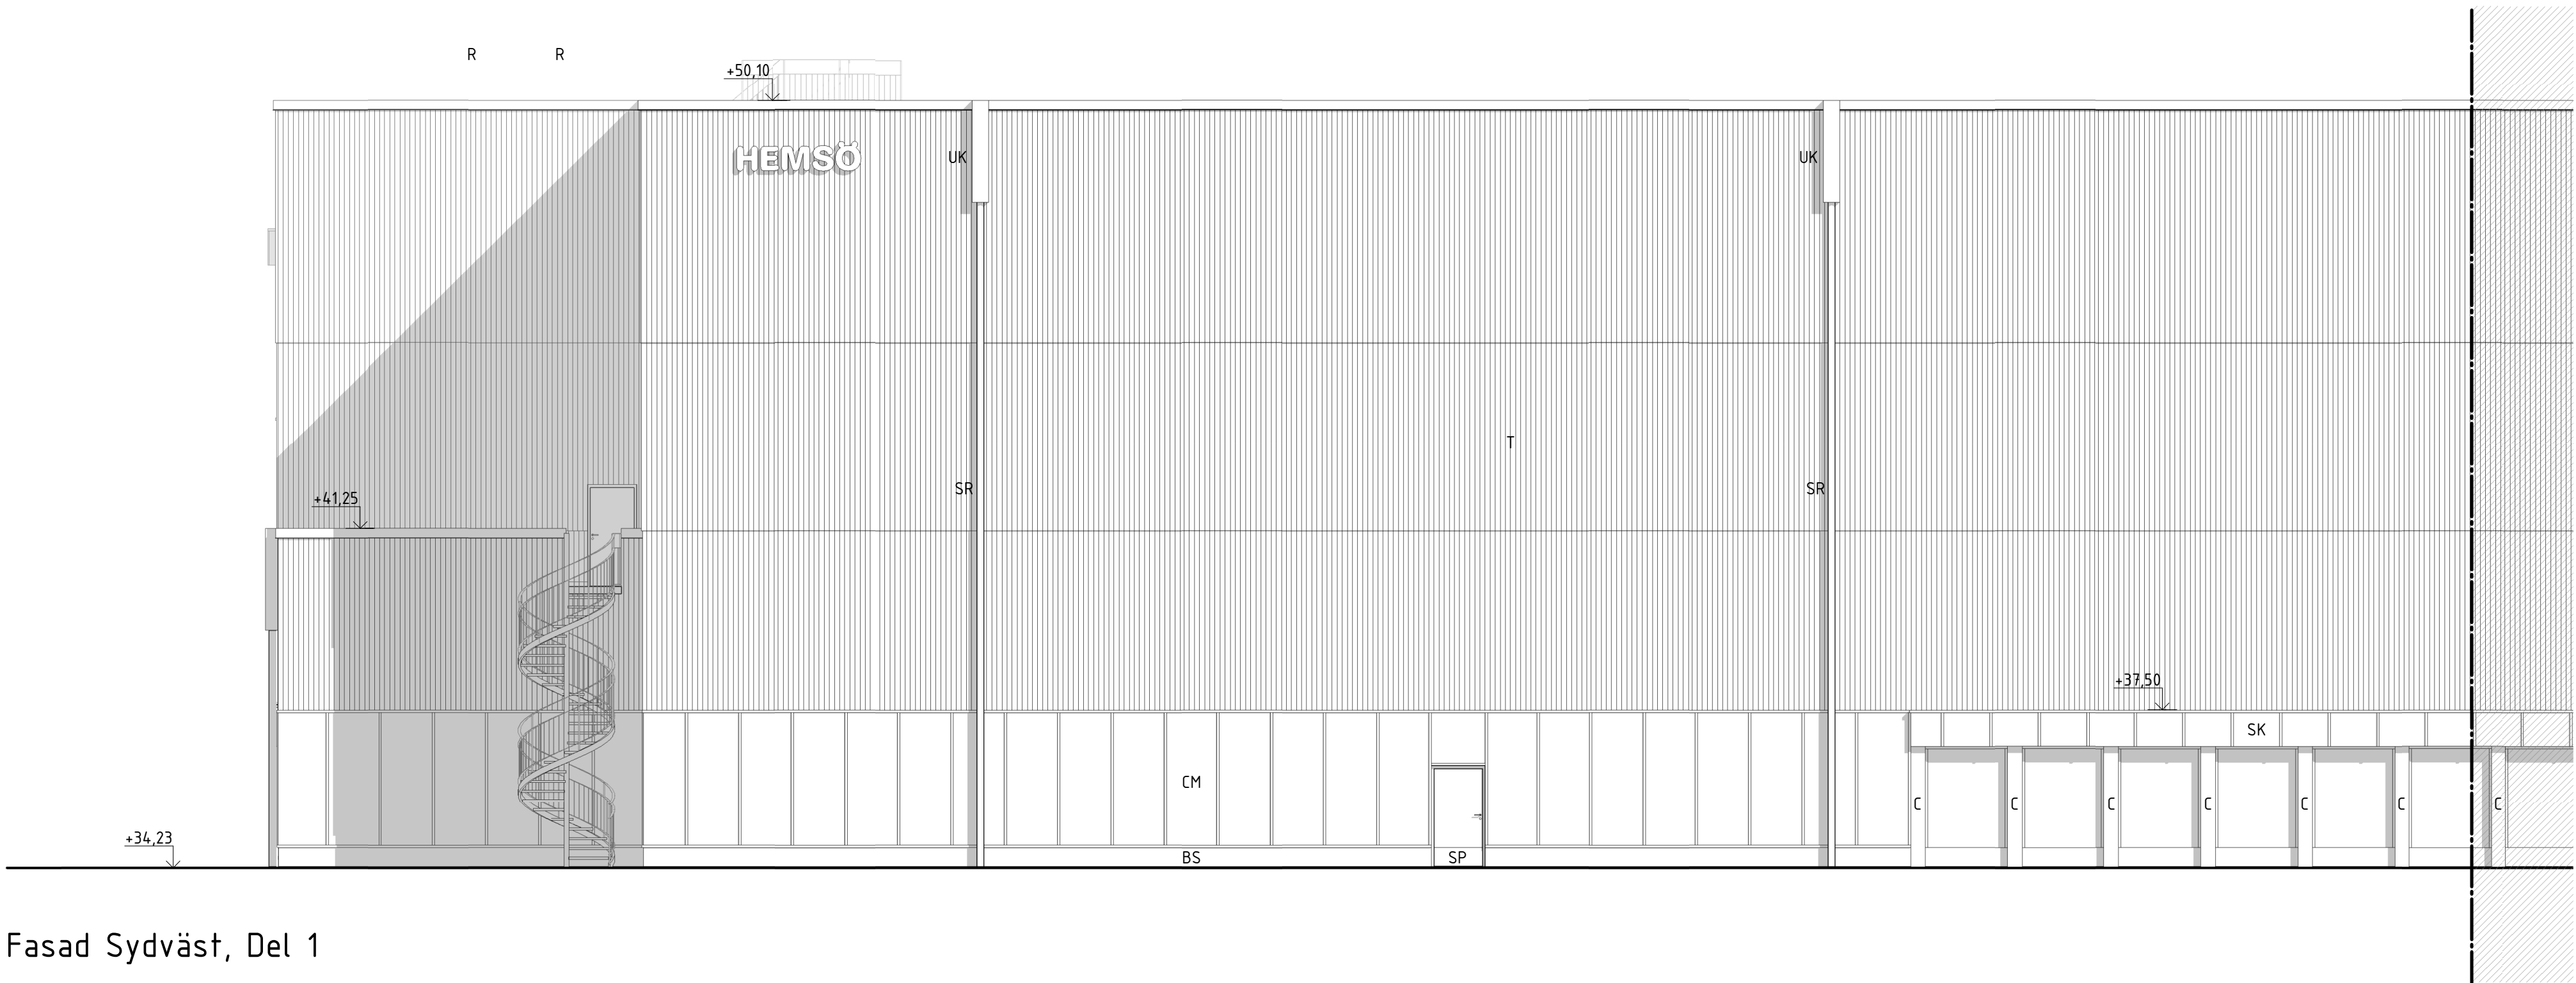 R R
+50,10
HEMSÖ
UK UK
T
SR SR
+41,25
+37,50
SK
CM
C C C C C C C
+34,23
BS SP
Fasad Sydväst, Del 1